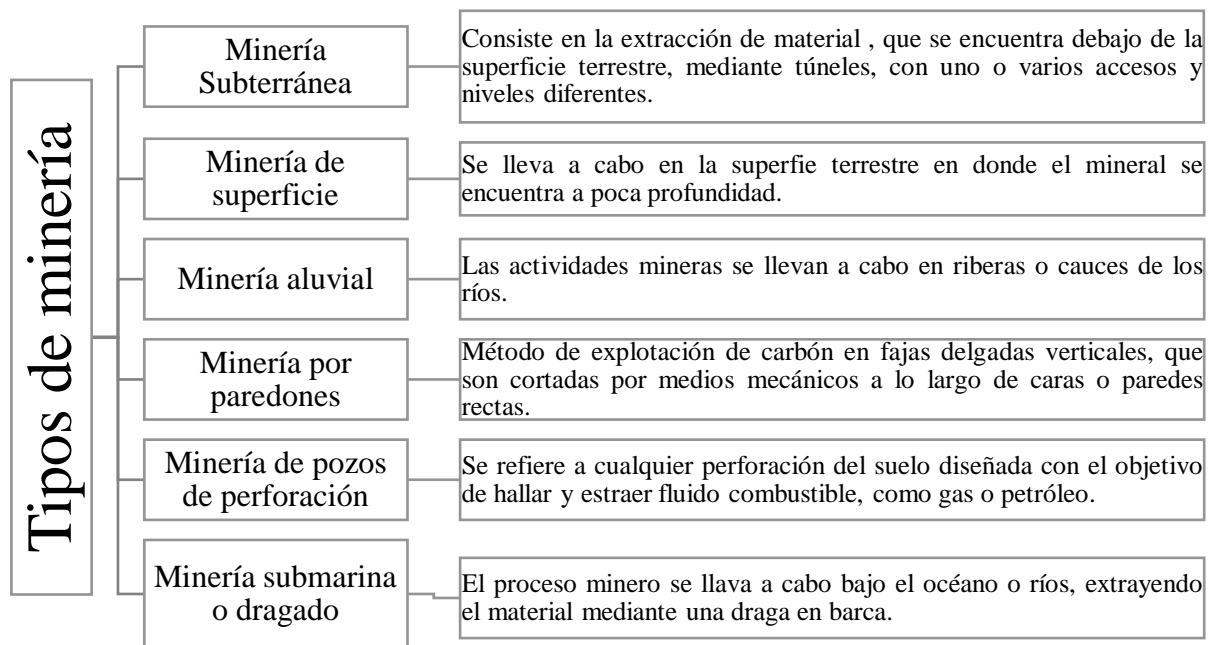 Tipos de minería
Minería
Subterránea
Consiste en la extracción de material , que se encuentra debajo de la
superficie terrestre, mediante túneles, con uno o varios accesos y
niveles diferentes.
Minería de
superficie
Se lleva a cabo en la superfie terrestre en donde el mineral se
encuentra a poca profundidad.
Minería aluvial
Las actividades mineras se llevan a cabo en riberas o cauces de los
ríos.
Minería por
paredones
Método de explotación de carbón en fajas delgadas verticales, que
son cortadas por medios mecánicos a lo largo de caras o paredes
rectas.
Minería de pozos
de perforación
Se refiere a cualquier perforación del suelo diseñada con el objetivo
de hallar y estraer fluido combustible, como gas o petróleo.
Minería submarina
o dragado
El proceso minero se llava a cabo bajo el océano o ríos, extrayendo
el material mediante una draga en barca.